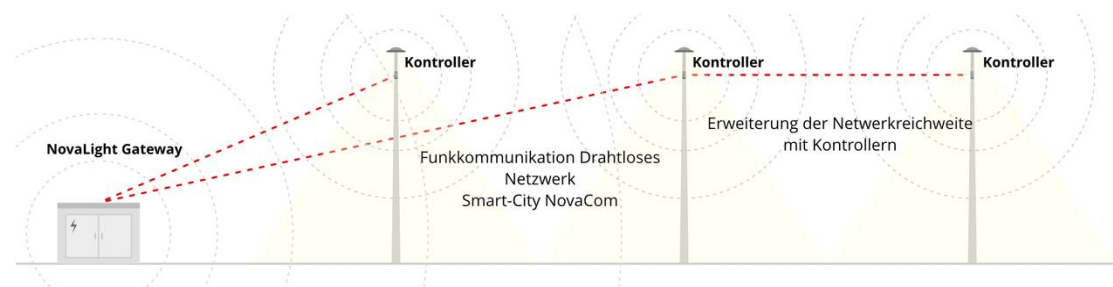 Kontroller
Kontroller
Kontroller
NovaLight Gateway
Funkkommunikation Drahtloses
Netzwerk
Smart-City NovaCom
Erweiterung der Netwerkreichweite
mit Kontrollern